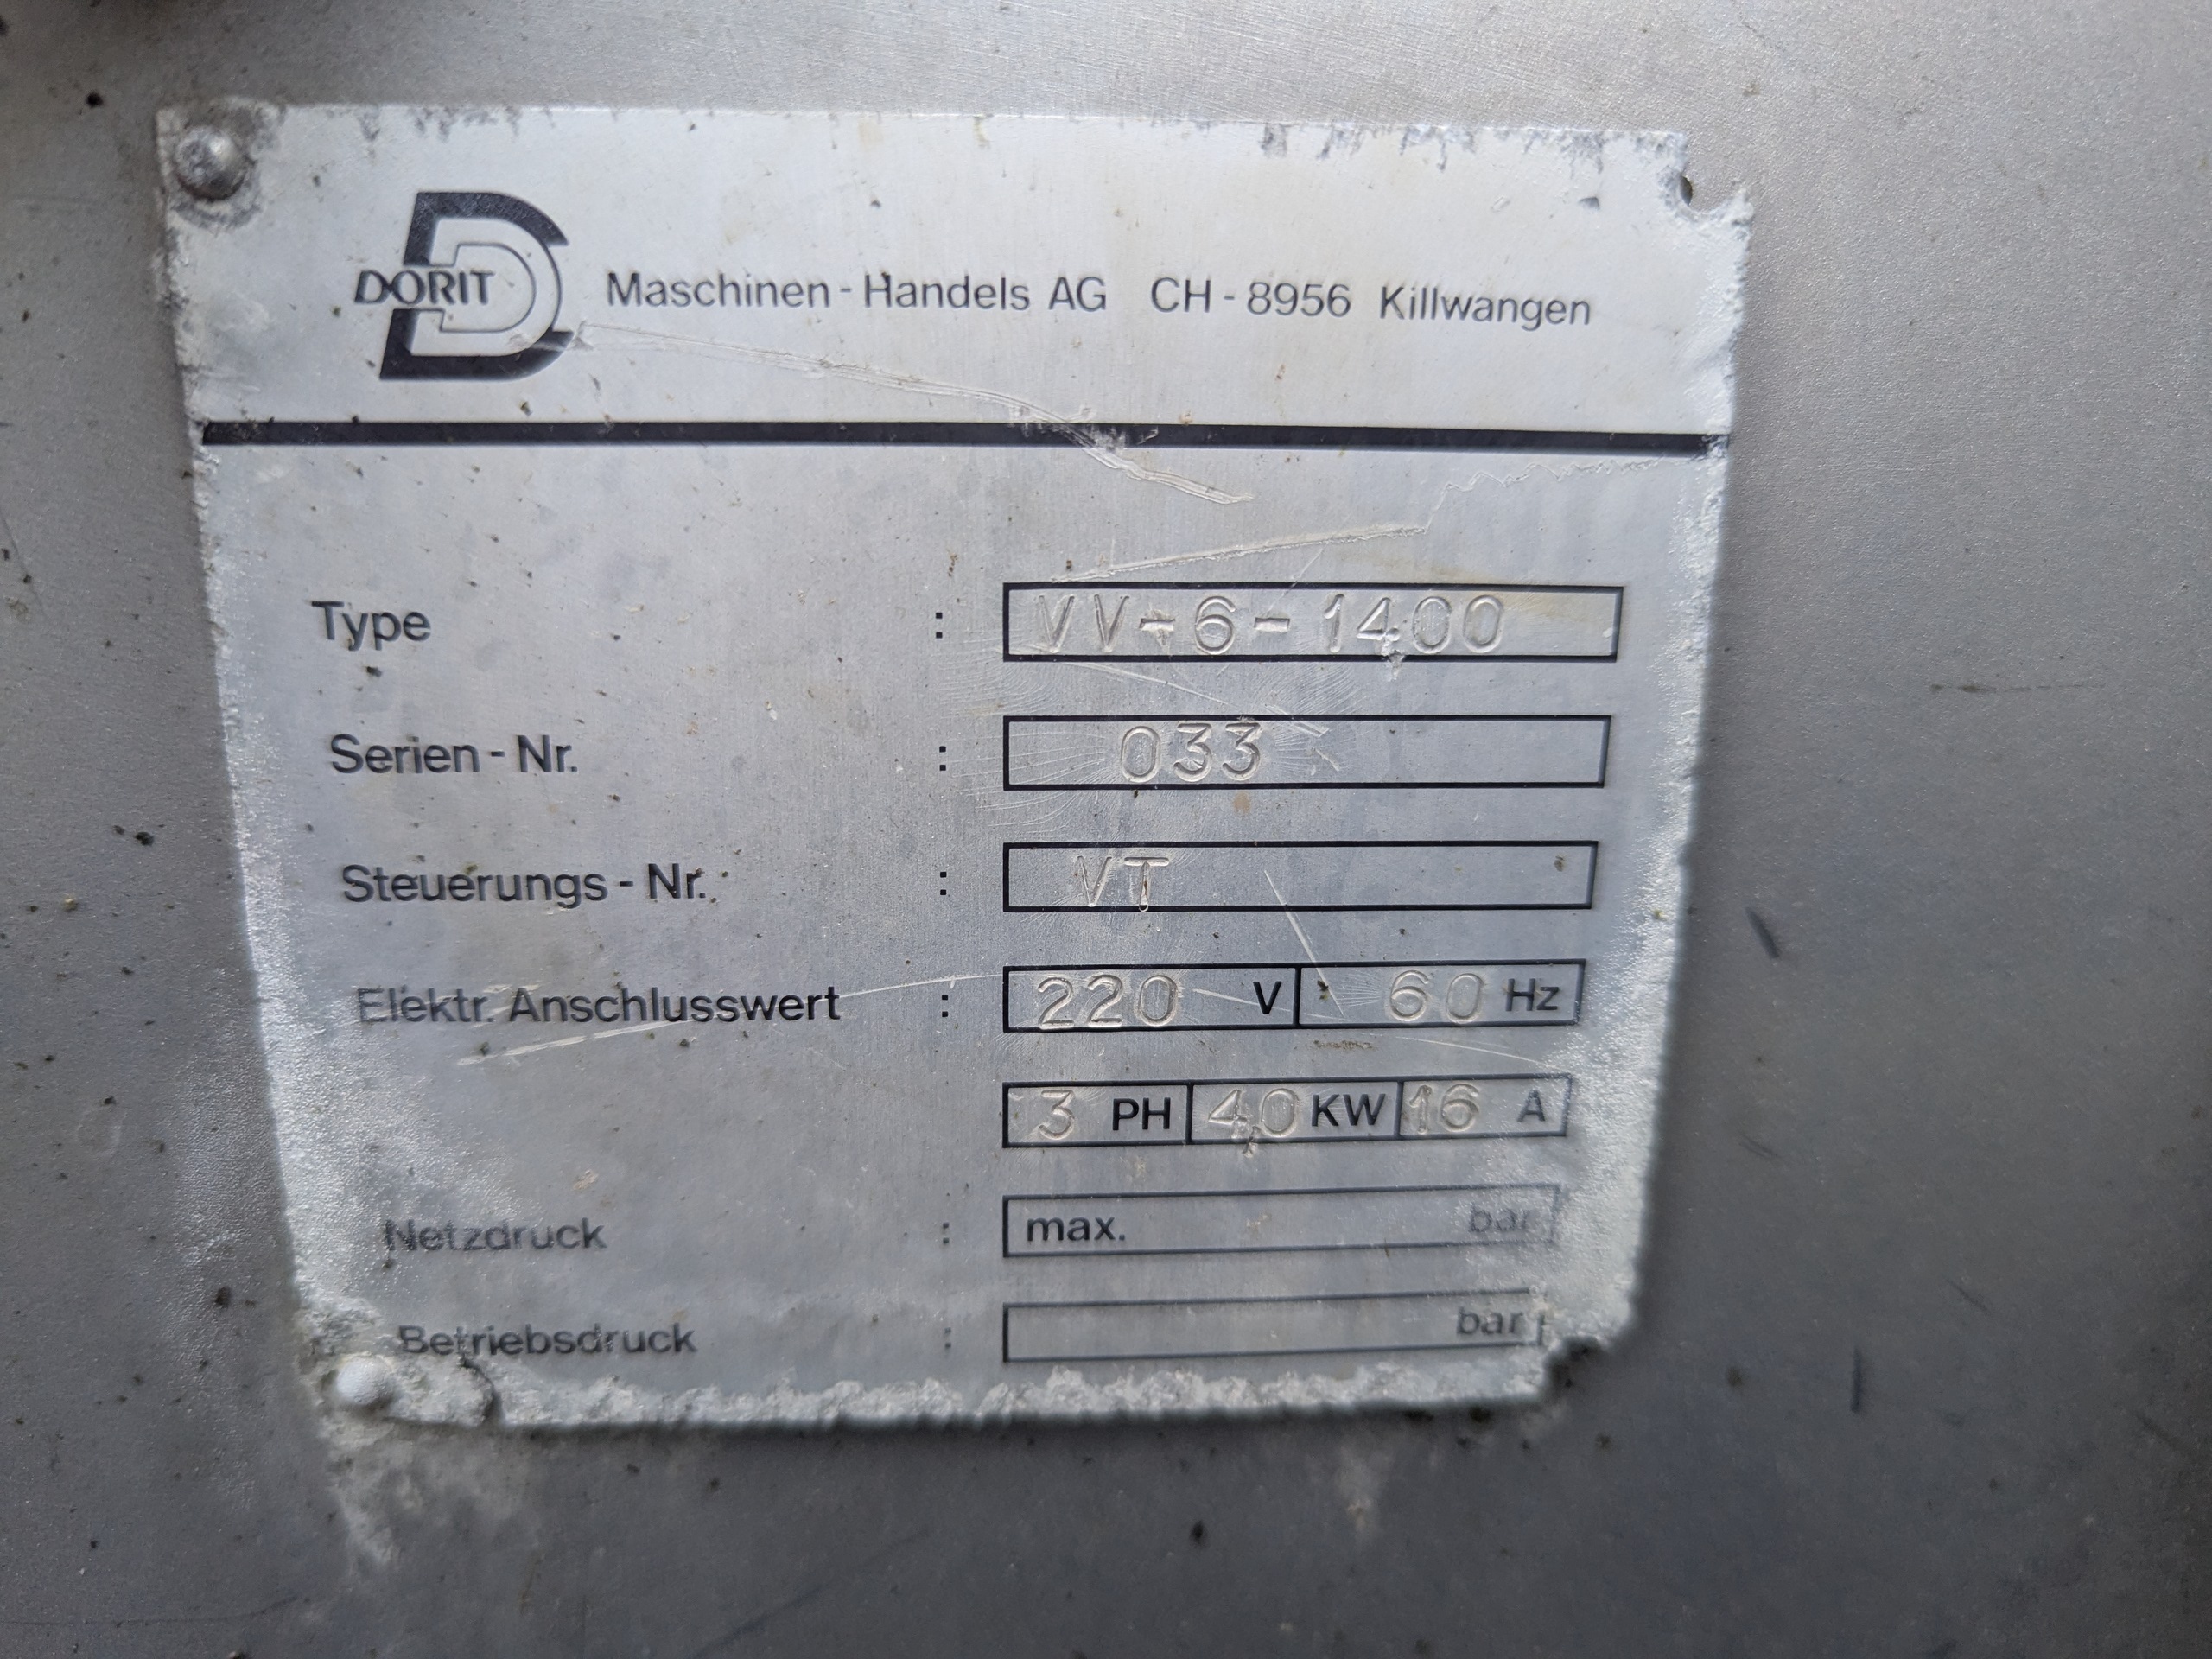 DORIT Maschinen-Handels AG CH-8956 Killwangen
Type : VV-6-1400
Serien-Nr. : 033
Steuerungs-Nr. : VT
Elektr. Anschlusswert : 220 V 60 Hz
3 PH 4,0 KW 16 A
Netzdruck : max. bar
Betriebsdruck : bar